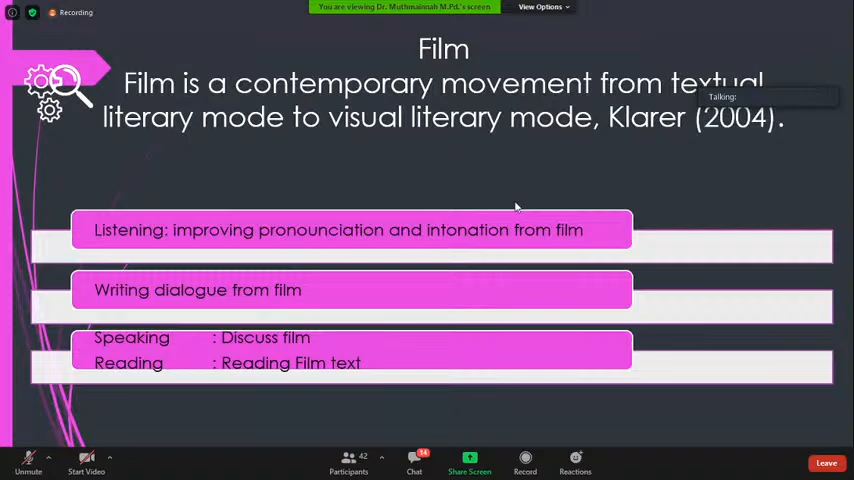 Recording
You are viewing Dr. Muthmainnah M.Pd.'s screen
View Options
Film
Film is a contemporary movement from textual
literary mode to visual literary mode, Klarer (2004).
Talking:
Listening: improving pronounciation and intonation from film
Writing dialogue from film
Speaking : Discuss film
Reading : Reading Film text
Unmute
Start Video
42
Participants
14
Chat
Share Screen
Record
Reactions
Leave